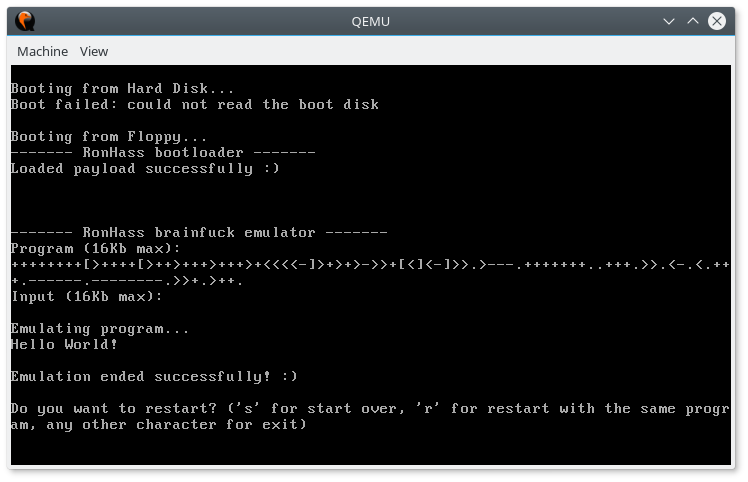 QEMU
Machine View
Booting from Hard Disk...
Boot failed: could not read the boot disk
Booting from Floppy...
------- RonHass bootloader -------
Loaded payload successfully :)
------- RonHass brainfuck emulator -------
Program (16Kb max):
++++++++[>++++[>++>+++>+++>+<<<<-]>+>+>->>+[<]<-]>>.>---.+++++++..+++.>>.<-.<.++
+.------.--------.>>+.>++.
Input (16Kb max):
Emulating program...
Hello World!
Emulation ended successfully! :)
Do you want to restart? ('s' for start over, 'r' for restart with the same progr
am, any other character for exit)